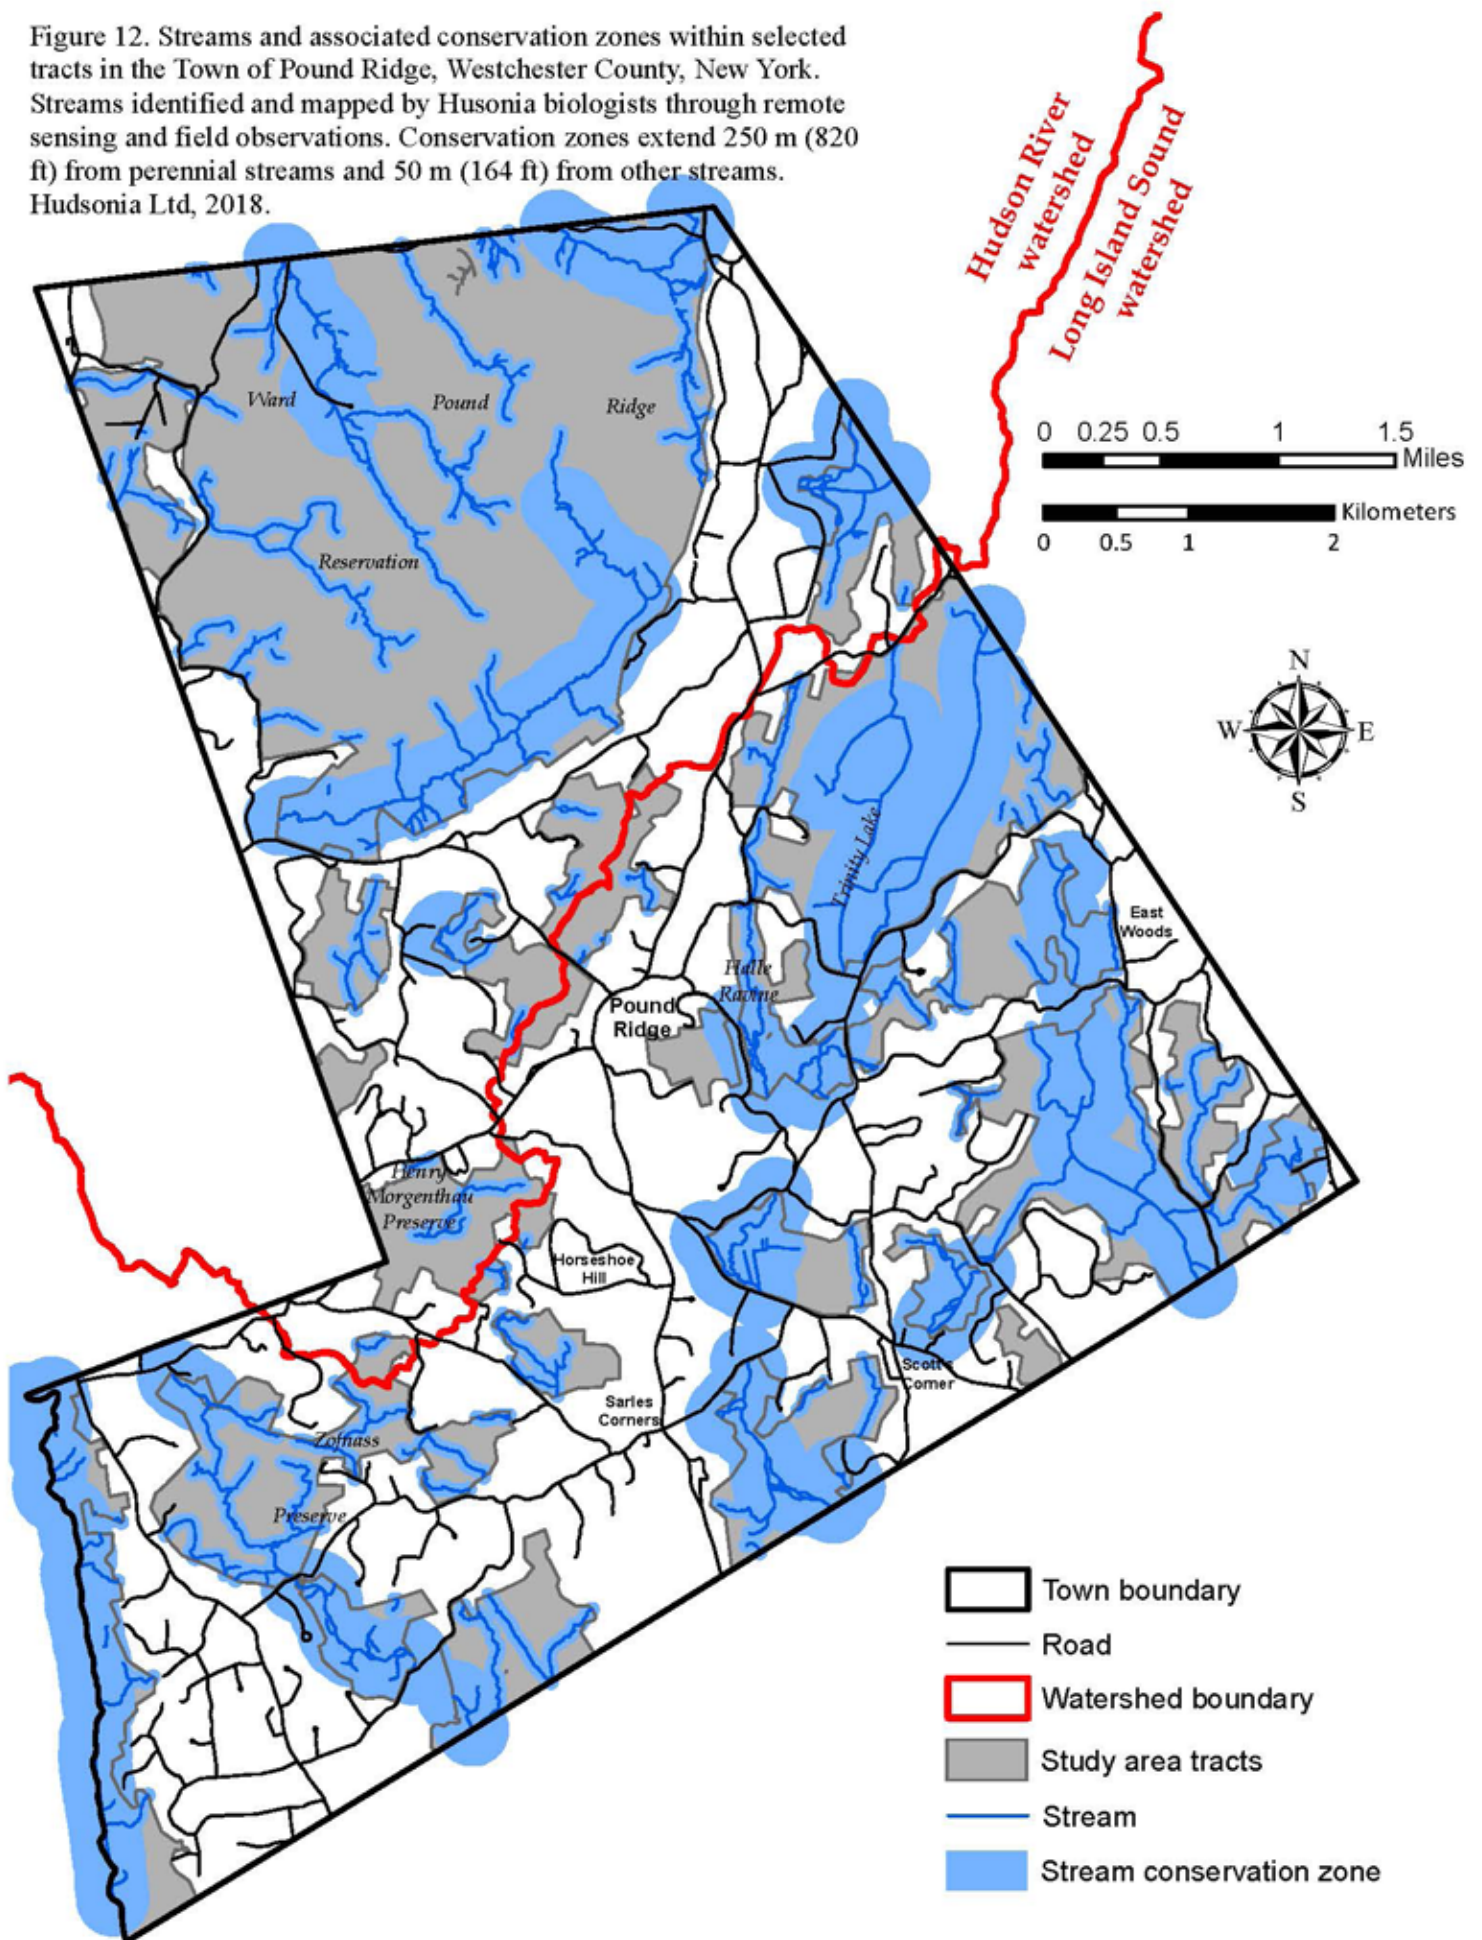 Figure 12. Streams and associated conservation zones within selected
tracts in the Town of Pound Ridge, Westchester County, New York.
Streams identified and mapped by Husonia biologists through remote
sensing and field observations. Conservation zones extend 250 m (820
ft) from perennial streams and 50 m (164 ft) from other streams.
Hudsonia Ltd, 2018.
Hudson River
watershed
Long Island Sound
watershed
Ward
Pound
Ridge
Reservation
0 0.25 0.5 1 1.5
Miles
Kilometers
0 0.5 1 2
N
W E
S
Trinity Lake
East
Woods
Halle
Ravine
Pound
Ridge
Henry
Morgenthau
Preserve
Horseshoe
Hill
Scott's
Corner
Sarles
Corners
Zofnass
Preserve
Town boundary
Road
Watershed boundary
Study area tracts
Stream
Stream conservation zone